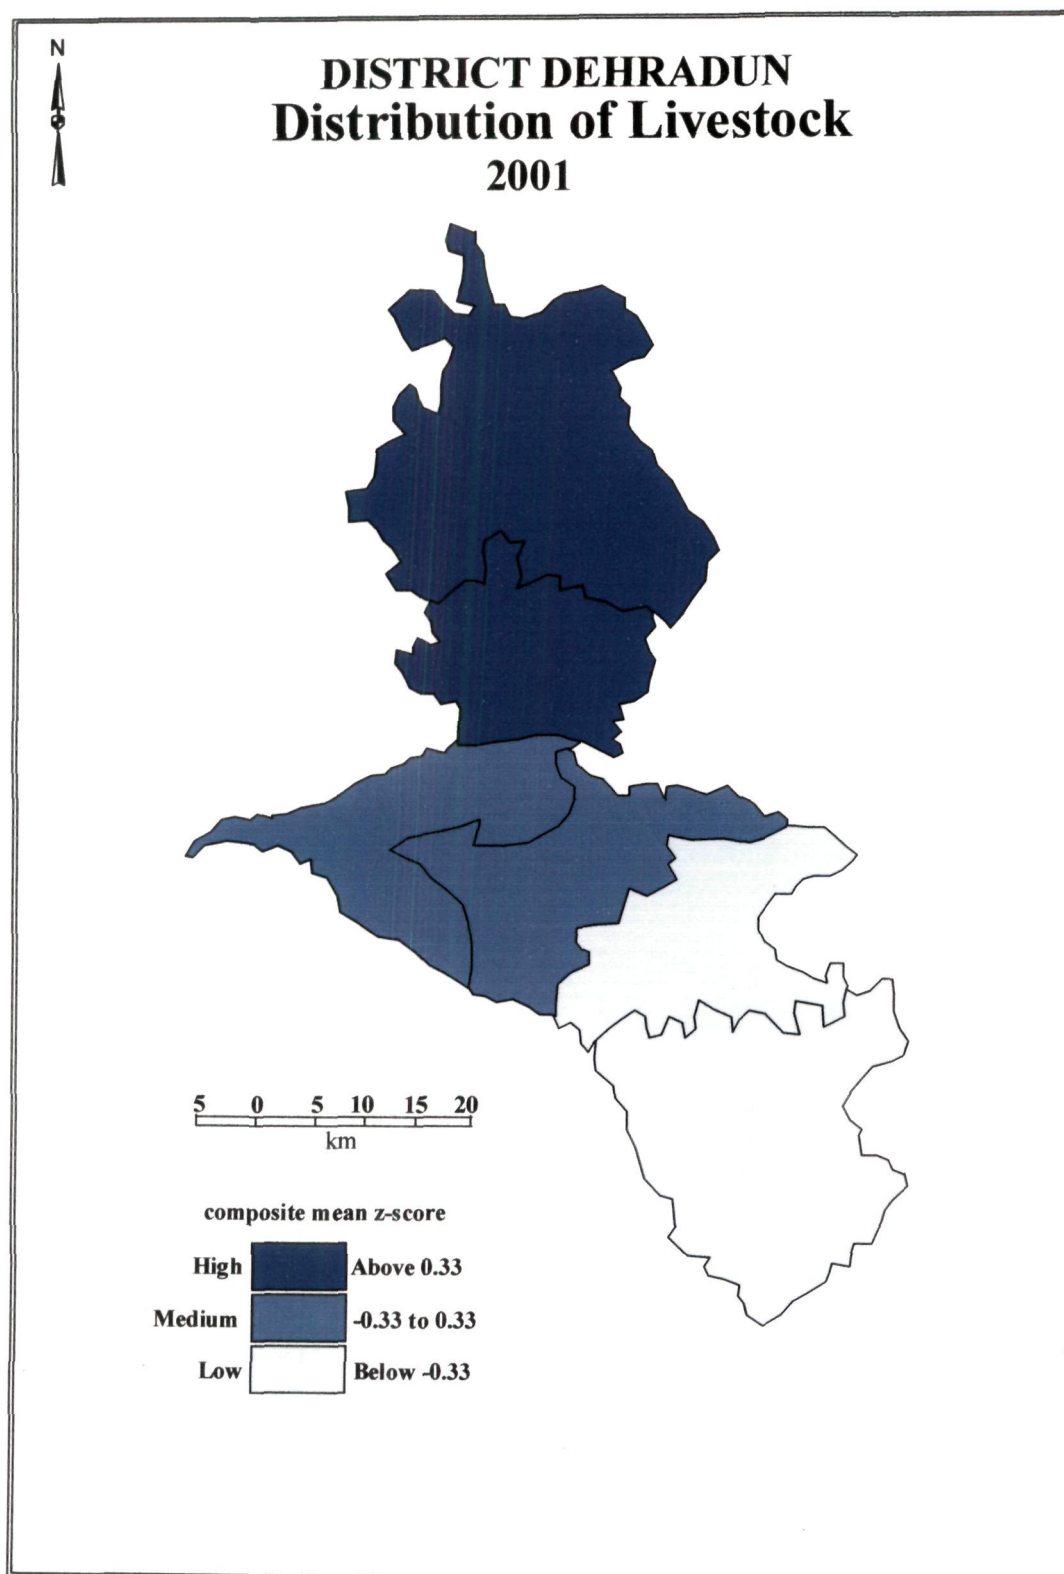 N
DISTRICT DEHRADUN
Distribution of Livestock
2001
5 0 5 10 15 20
km
composite mean z-score
High Above 0.33
Medium -0.33 to 0.33
Low Below -0.33